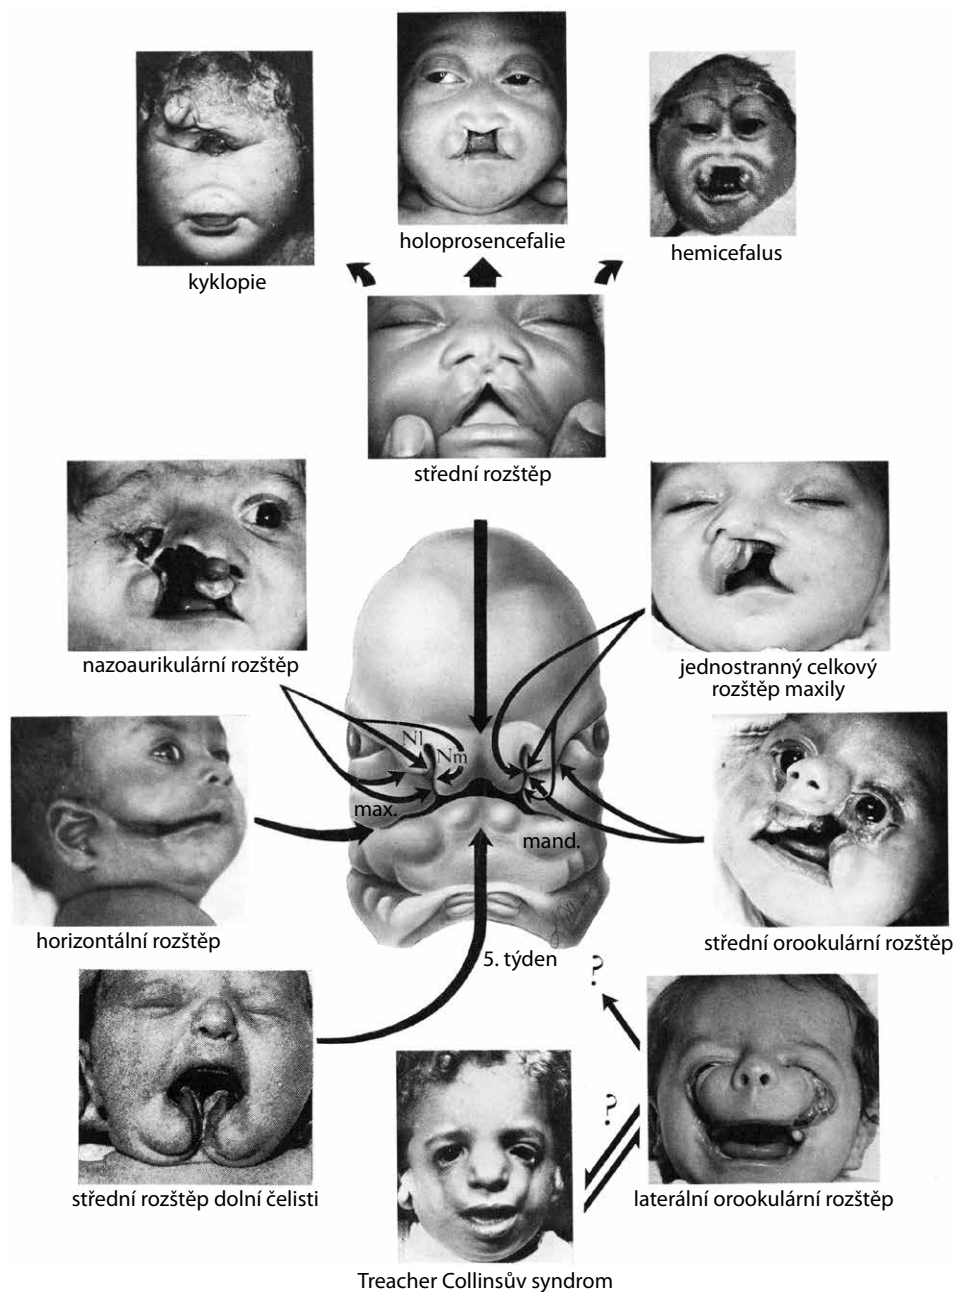 holoprosencefalie
hemicefalus
kyklopie
střední rozštěp
nazoaurikulární rozštěp
jednostranný celkový
rozštěp maxily
Nl
Nm
max.
mand.
horizontální rozštěp
střední orookulární rozštěp
5. týden
?
?
střední rozštěp dolní čelisti
laterální orookulární rozštěp
Treacher Collinsův syndrom